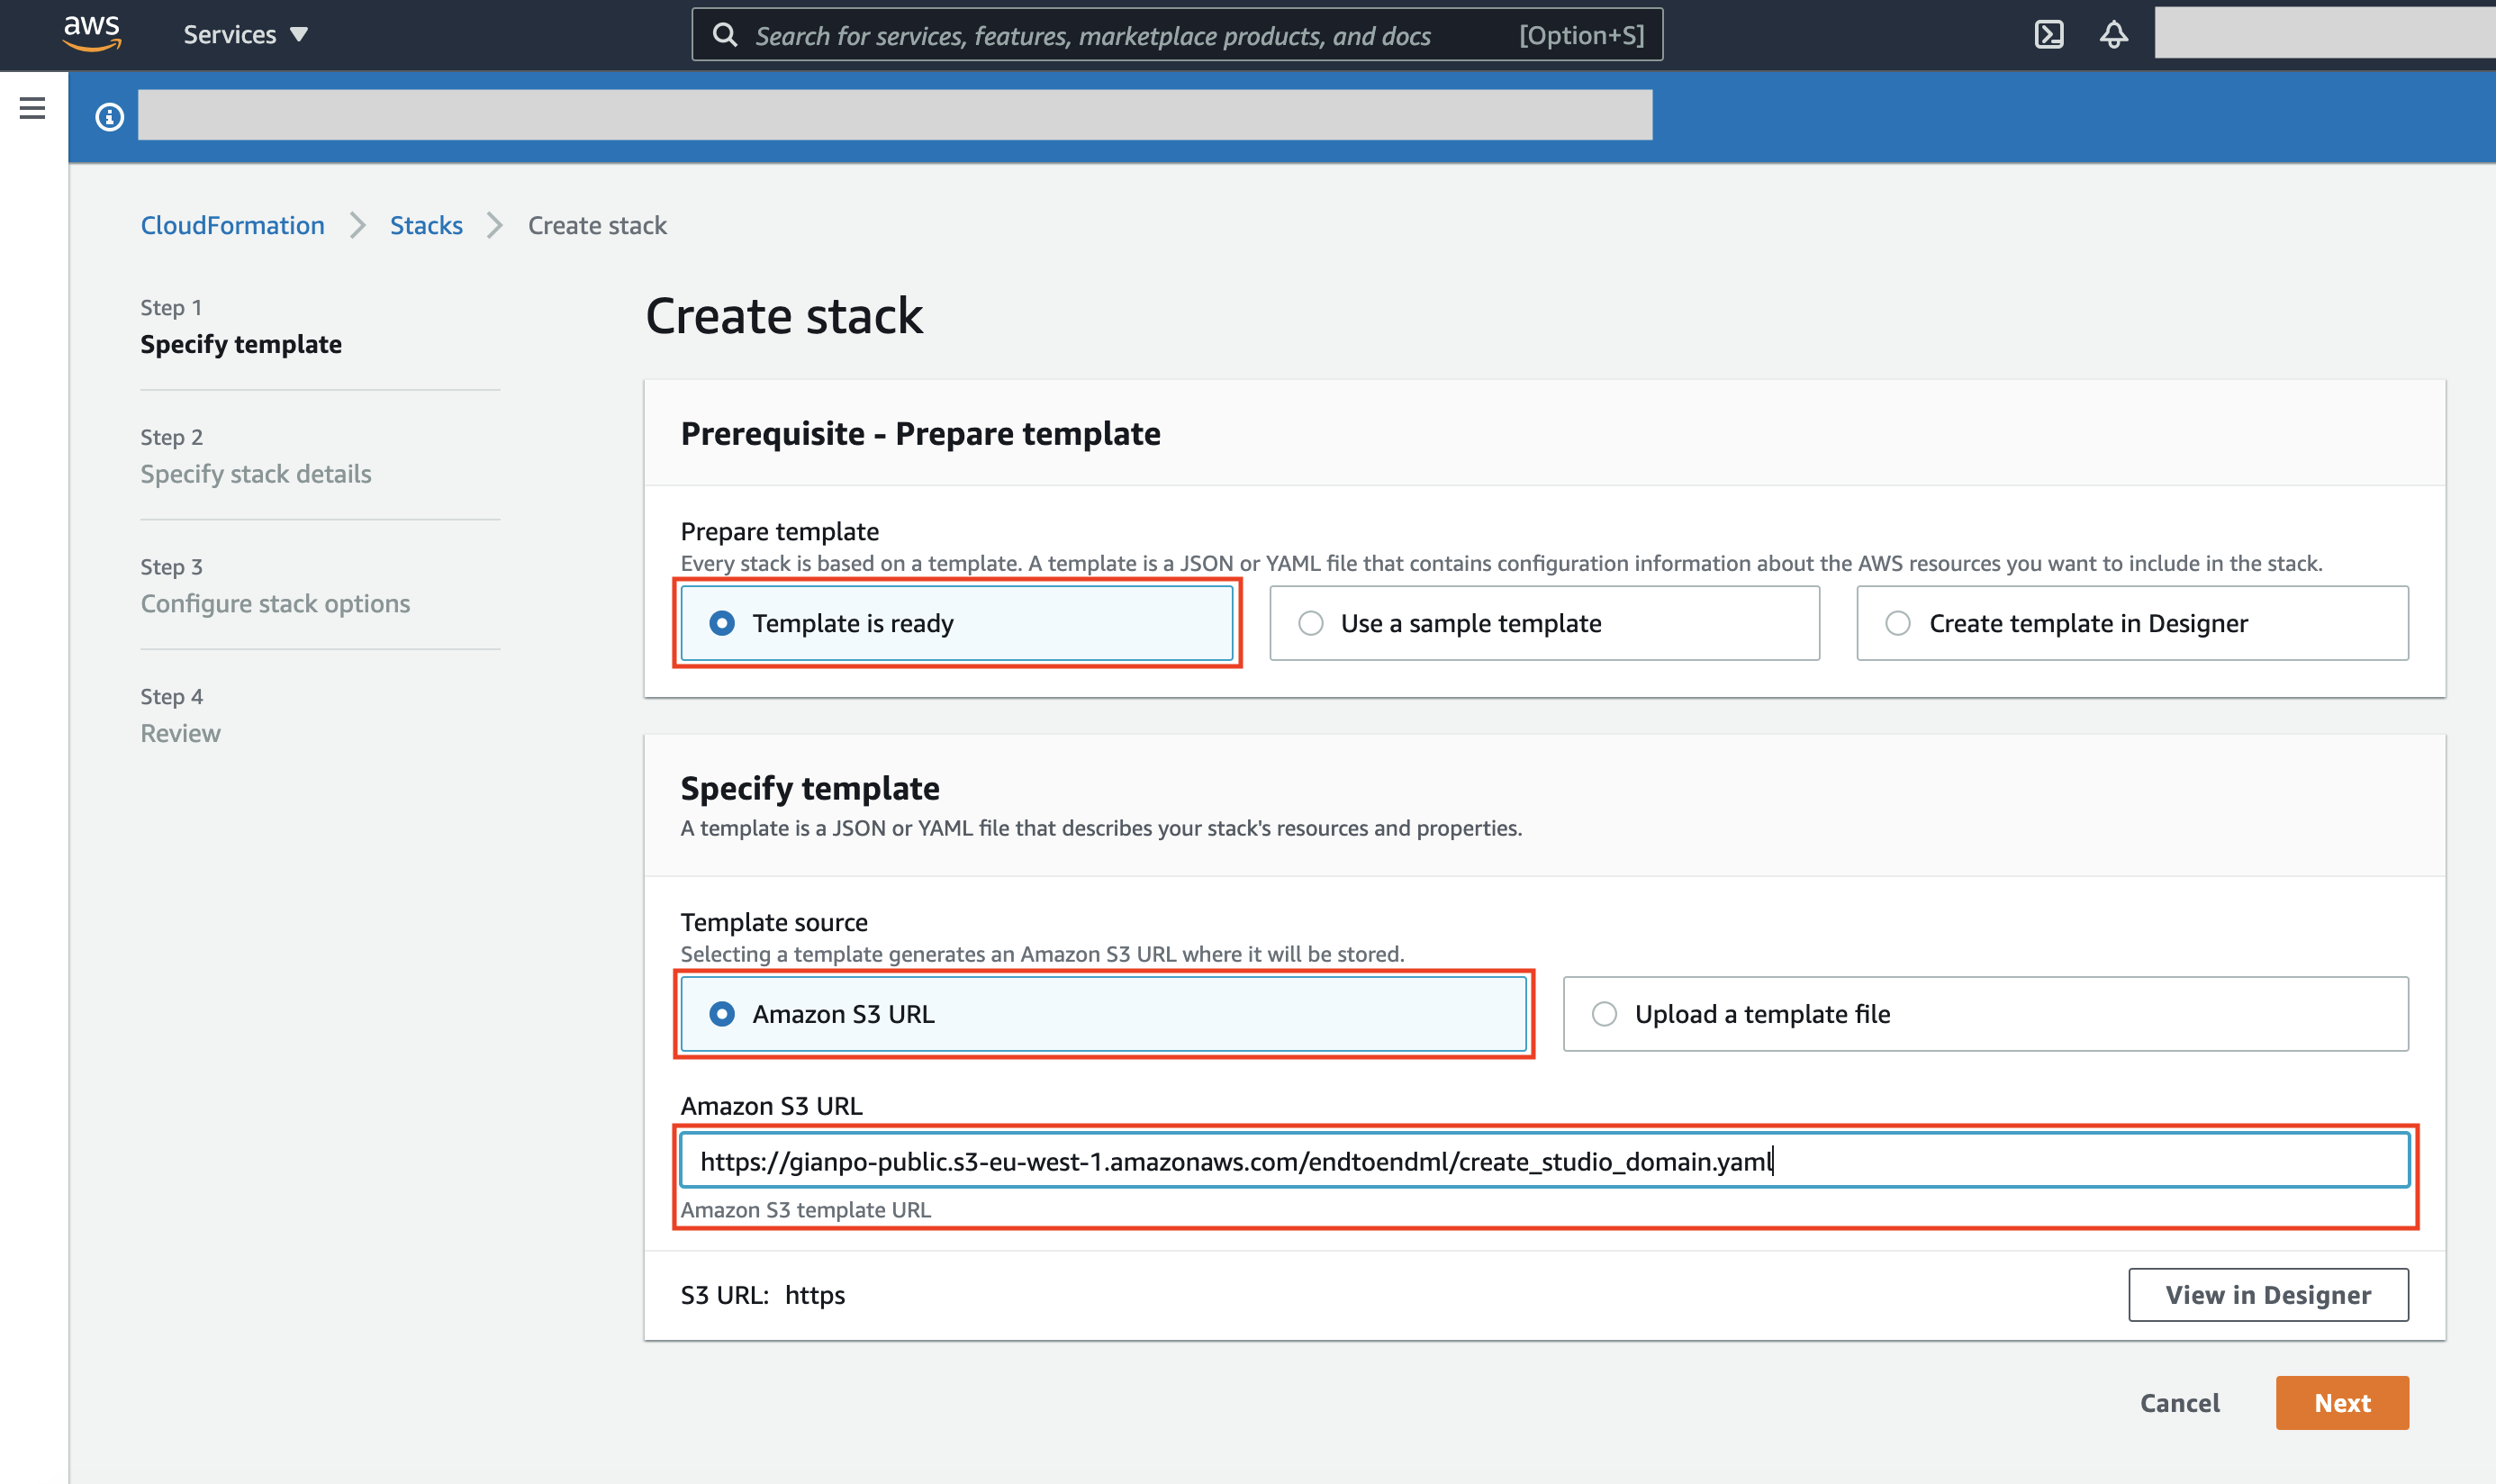 aws
Services
Search for services, features, marketplace products, and docs [Option+S]
CloudFormation > Stacks > Create stack
Step 1
Specify template
Step 2
Specify stack details
Step 3
Configure stack options
Step 4
Review
Create stack
Prerequisite - Prepare template
Prepare template
Every stack is based on a template. A template is a JSON or YAML file that contains configuration information about the AWS resources you want to include in the stack.
Template is ready
Use a sample template
Create template in Designer
Specify template
A template is a JSON or YAML file that describes your stack's resources and properties.
Template source
Selecting a template generates an Amazon S3 URL where it will be stored.
Amazon S3 URL
Upload a template file
Amazon S3 URL
https://gianpo-public.s3-eu-west-1.amazonaws.com/endtoendml/create_studio_domain.yaml
Amazon S3 template URL
S3 URL: https
View in Designer
Cancel
Next